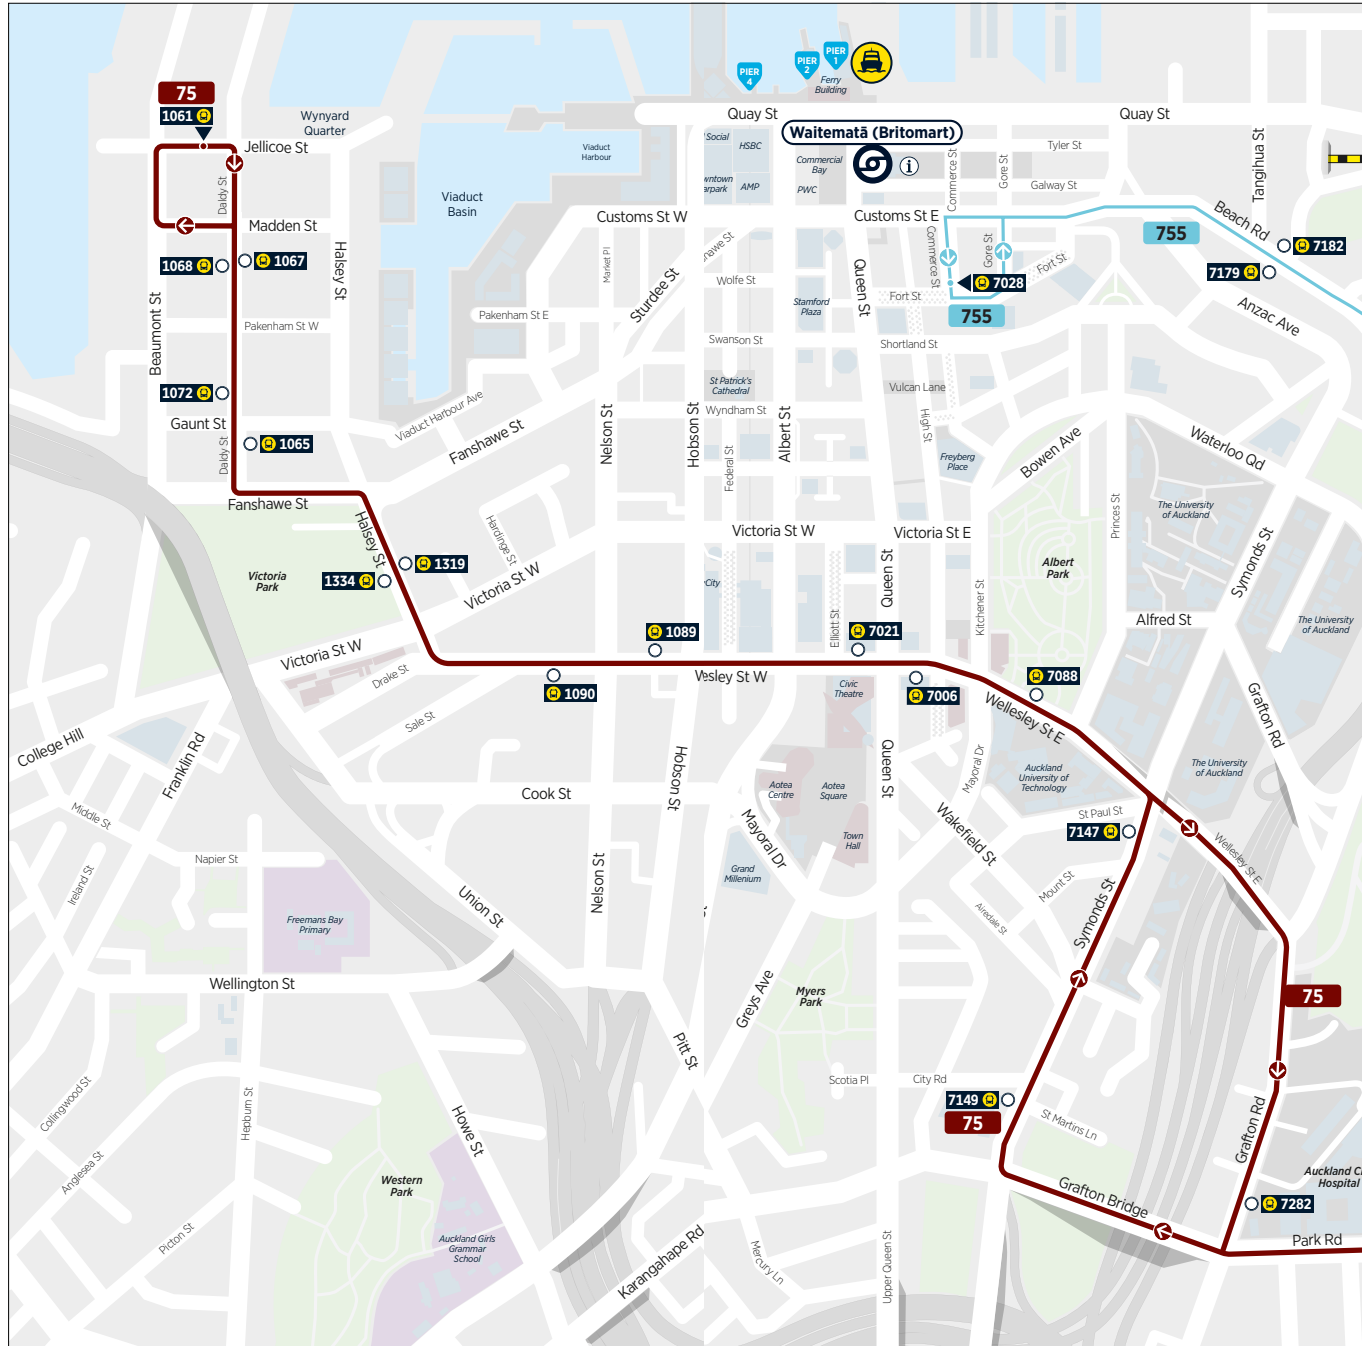 PIER
4
PIER
2
PIER
1
Ferry
Building
75
1061
Wynyard
Quarter
Quay St
Quay St
Waitematā (Britomart)
Jellicoe St
Viaduct
Harbour
Social
HSBC
Commercial
Bay
Commerce St
Gore St
Tyler St
Tangihua St
Daldy St
Viaduct
Basin
arpark
AMP
PWC
Galway St
Madden St
Customs St W
Customs St E
Beach Rd
755
7182
1068
1067
Halsey St
Market Pl
Sturdee St
Wolfe St
Queen St
Commerce St
Gore St
Fort St
7179
7028
Fort St
755
Stamford
Plaza
Anzac Ave
Beaumont St
Pakenham St W
Pakenham St E
Swanson St
Shortland St
1072
St Patrick's
Cathedral
Vulcan Lane
Viaduct Harbour Ave
Gaunt St
Daldy St
1065
Fanshawe St
Nelson St
Hobson St
Wyndham St
Albert St
Federal St
High St
Freyberg
Place
Bowen Ave
Waterloo Qd
Fanshawe St
Halsey St
Hardinge St
Victoria St W
Victoria St E
Princes St
The University
of Auckland
Symonds St
1319
1334
Victoria
Park
Victoria St W
City
Queen St
Albert
Park
Kitchener St
Elliott St
Alfred St
The University
of Auckland
1089
7021
Victoria St W
Drake St
1090
lesley St W
Civic
Theatre
7006
7088
Wellesley St E
Grafton Rd
Sale St
College Hill
Franklin Rd
Hobson St
Queen St
Mayoral Dr
Auckland
University of
Technology
The University
of Auckland
Cook St
Aotea
Centre
Aotea
Square
Middle St
Mayoral Dr
Town
Hall
Wakefield St
St Paul St
7147
Wellesley St E
Napier St
Ireland St
Nelson St
Grand
Millenium
Mount St
Union St
Airedale St
Symonds St
Freemans Bay
Primary
Wellington St
Greys Ave
Myers
Park
75
Pitt St
Collingwood St
Hepburn St
Howe St
Scotia Pl
City Rd
7149
75
St Martins Ln
Grafton Rd
Anglesea St
Western
Park
Grafton Bridge
Auckland C
Hospital
7282
Picton St
Auckland Girls
Grammar
School
Karangahape Rd
Mercury Ln
Upper Queen St
Park Rd